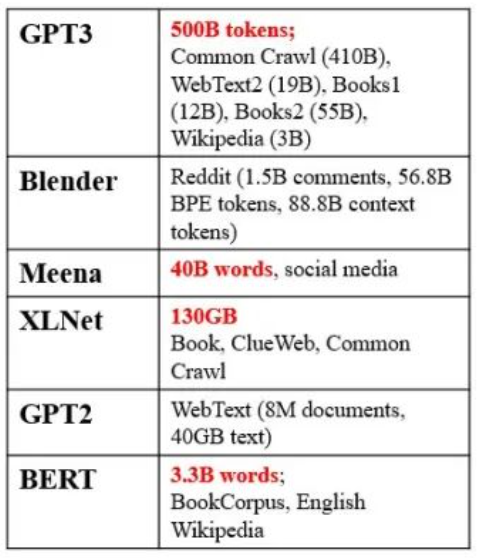 GPT3
500B tokens;
Common Crawl (410B),
WebText2 (19B), Books1
(12B), Books2 (55B),
Wikipedia (3B)
Blender
Reddit (1.5B comments, 56.8B
BPE tokens, 88.8B context
tokens)
Meena
40B words, social media
XLNet
130GB
Book, ClueWeb, Common
Crawl
GPT2
WebText (8M documents,
40GB text)
BERT
3.3B words;
BookCorpus, English
Wikipedia